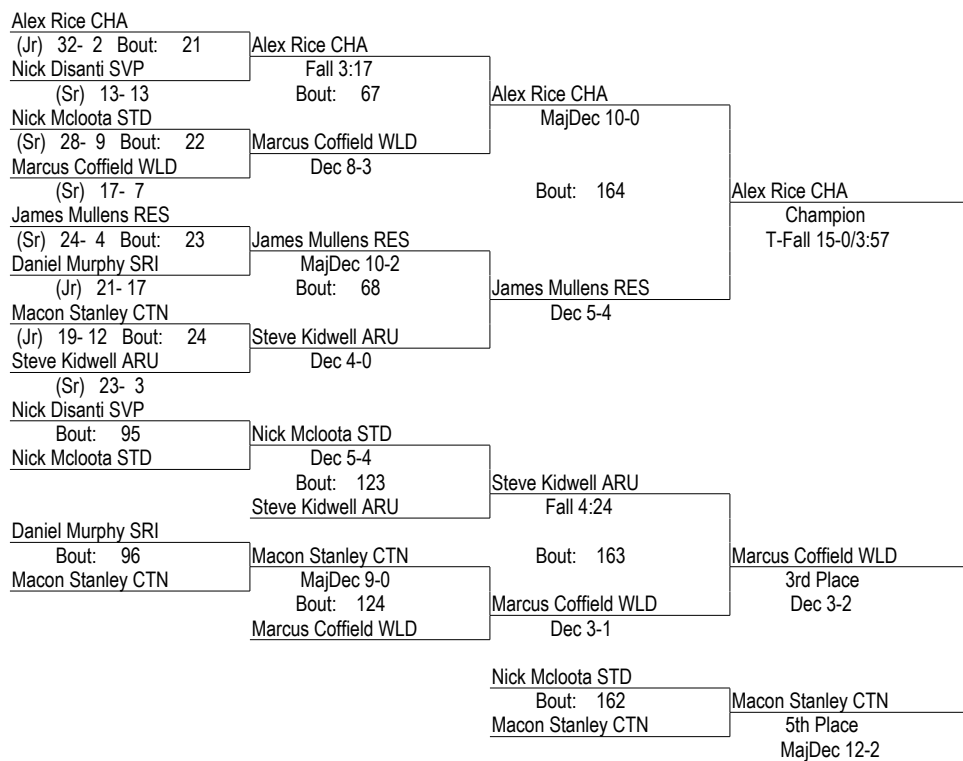 Alex Rice CHA
(Jr) 32- 2 Bout: 21
Nick Disanti SVP
(Sr) 13- 13
Nick Mcloota STD
(Sr) 28- 9 Bout: 22
Marcus Coffield WLD
(Sr) 17- 7
James Mullens RES
(Sr) 24- 4 Bout: 23
Daniel Murphy SRI
(Jr) 21- 17
Macon Stanley CTN
(Jr) 19- 12 Bout: 24
Steve Kidwell ARU
(Sr) 23- 3
Alex Rice CHA
Fall 3:17
Bout: 67
Marcus Coffield WLD
Dec 8-3
James Mullens RES
MajDec 10-2
Bout: 68
Steve Kidwell ARU
Dec 4-0
Alex Rice CHA
MajDec 10-0
Bout: 164
James Mullens RES
Dec 5-4
Alex Rice CHA
Champion
T-Fall 15-0/3:57
Nick Disanti SVP
Bout: 95
Nick Mcloota STD
Daniel Murphy SRI
Bout: 96
Macon Stanley CTN
Nick Mcloota STD
Dec 5-4
Bout: 123
Steve Kidwell ARU
Macon Stanley CTN
MajDec 9-0
Bout: 124
Marcus Coffield WLD
Steve Kidwell ARU
Fall 4:24
Bout: 163
Marcus Coffield WLD
Dec 3-1
Marcus Coffield WLD
3rd Place
Dec 3-2
Nick Mcloota STD
Bout: 162
Macon Stanley CTN
Macon Stanley CTN
5th Place
MajDec 12-2